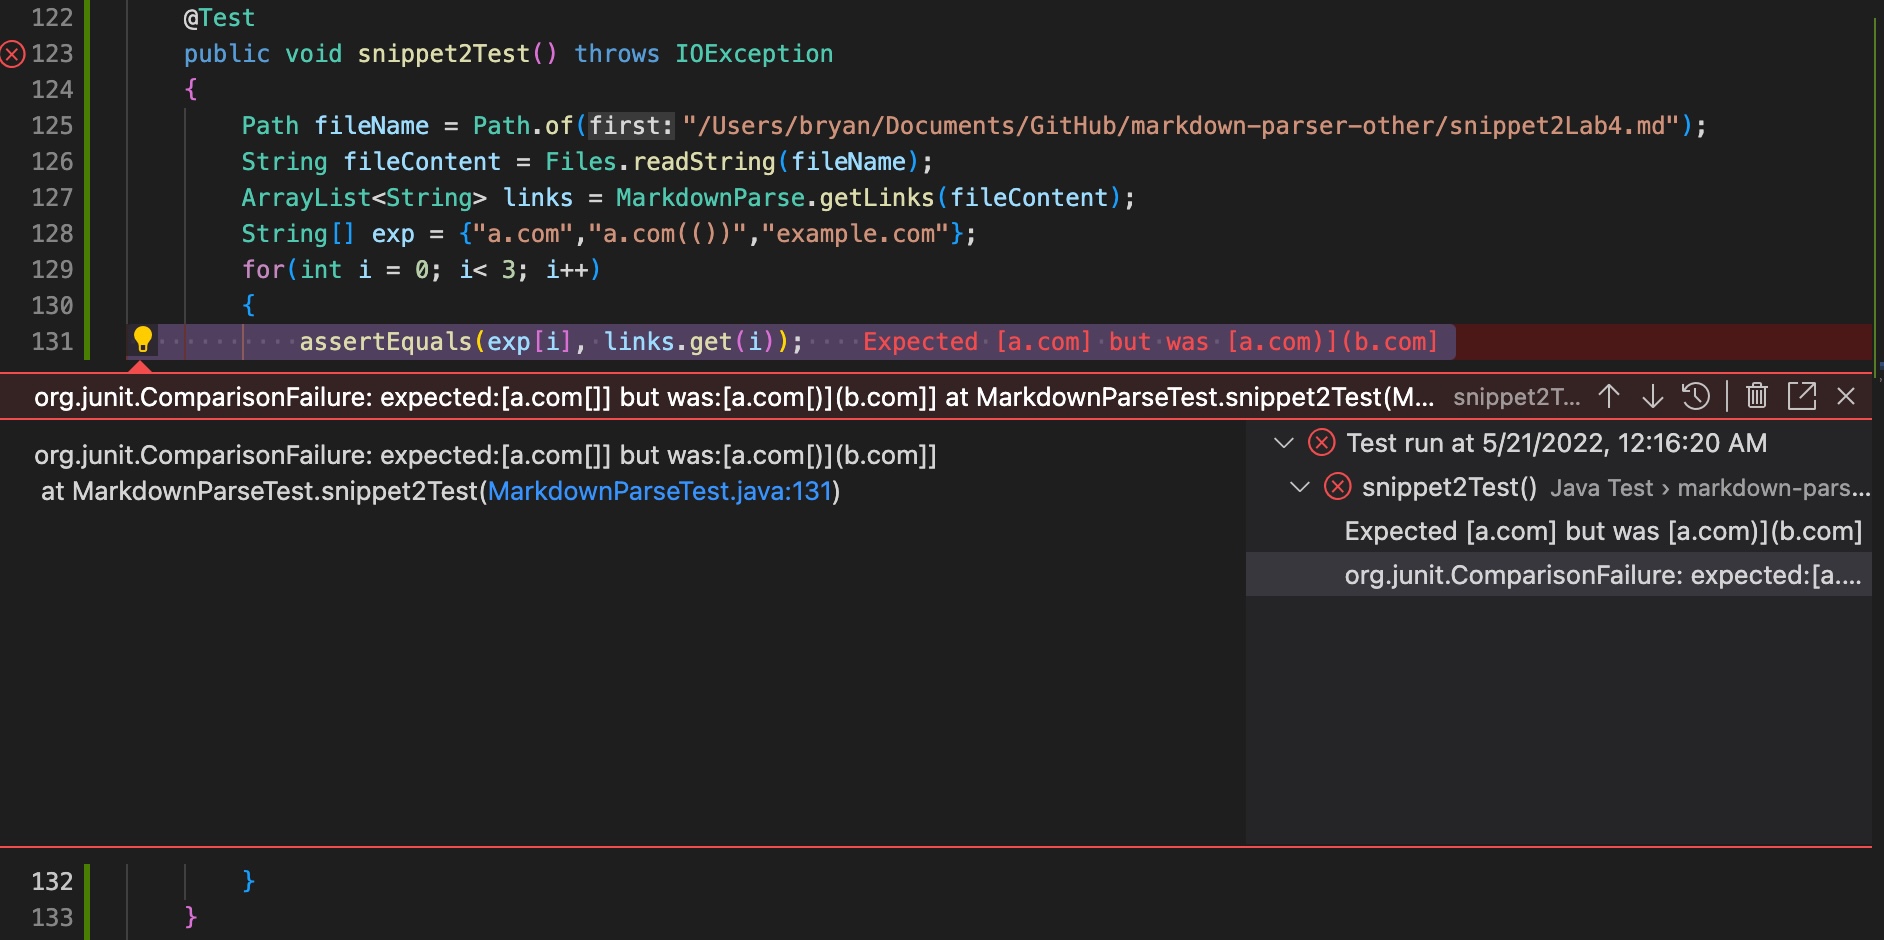 122 @Test
123 public void snippet2Test() throws IOException
124 {
125 Path fileName = Path.of(first: "/Users/bryan/Documents/GitHub/markdown-parser-other/snippet2Lab4.md");
126 String fileContent = Files.readString(fileName);
127 ArrayList<String> links = MarkdownParse.getLinks(fileContent);
128 String[] exp = {"a.com","a.com(())","example.com"};
129 for(int i = 0; i< 3; i++)
130 {
131 ············assertEquals(exp[i],·links.get(i));····Expected·[a.com]·but·was·[a.com)](b.com]
org.junit.ComparisonFailure: expected:[a.com[]] but was:[a.com[)](b.com]] at MarkdownParseTest.snippet2Test(M... snippet2T...
org.junit.ComparisonFailure: expected:[a.com[]] but was:[a.com[)](b.com]]
at MarkdownParseTest.snippet2Test(MarkdownParseTest.java:131)
Test run at 5/21/2022, 12:16:20 AM
snippet2Test() Java Test › markdown-pars...
Expected [a.com] but was [a.com)](b.com]
org.junit.ComparisonFailure: expected:[a....
132 }
133 }